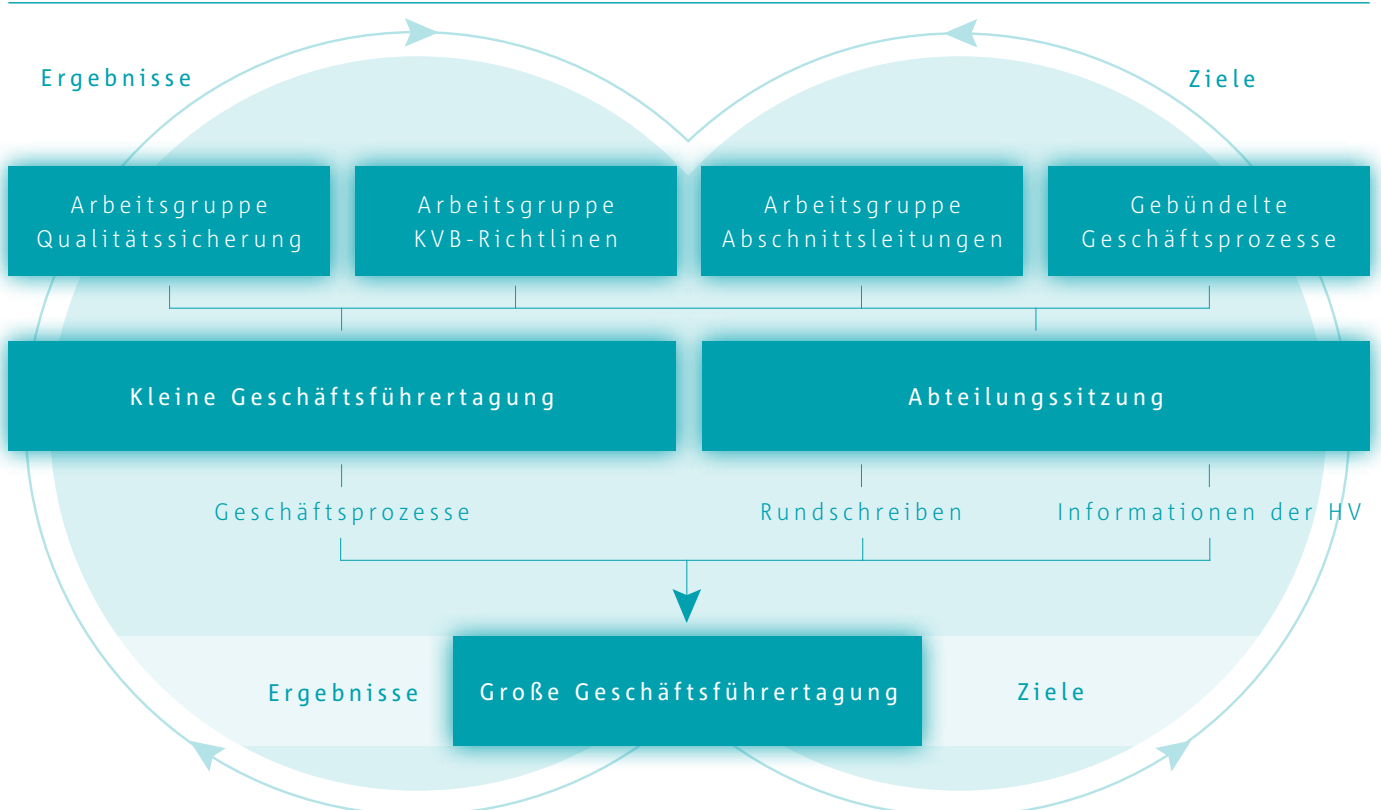 Ergebnisse
Ziele
Arbeitsgruppe
Qualitätssicherung
Arbeitsgruppe
KVB-Richtlinen
Arbeitsgruppe
Abschnittsleitungen
Gebündelte
Geschäftsprozesse
Kleine Geschäftsführertagung
Abteilungssitzung
Geschäftsprozesse
Rundschreiben
Informationen der HV
Ergebnisse
Große Geschäftsführertagung
Ziele